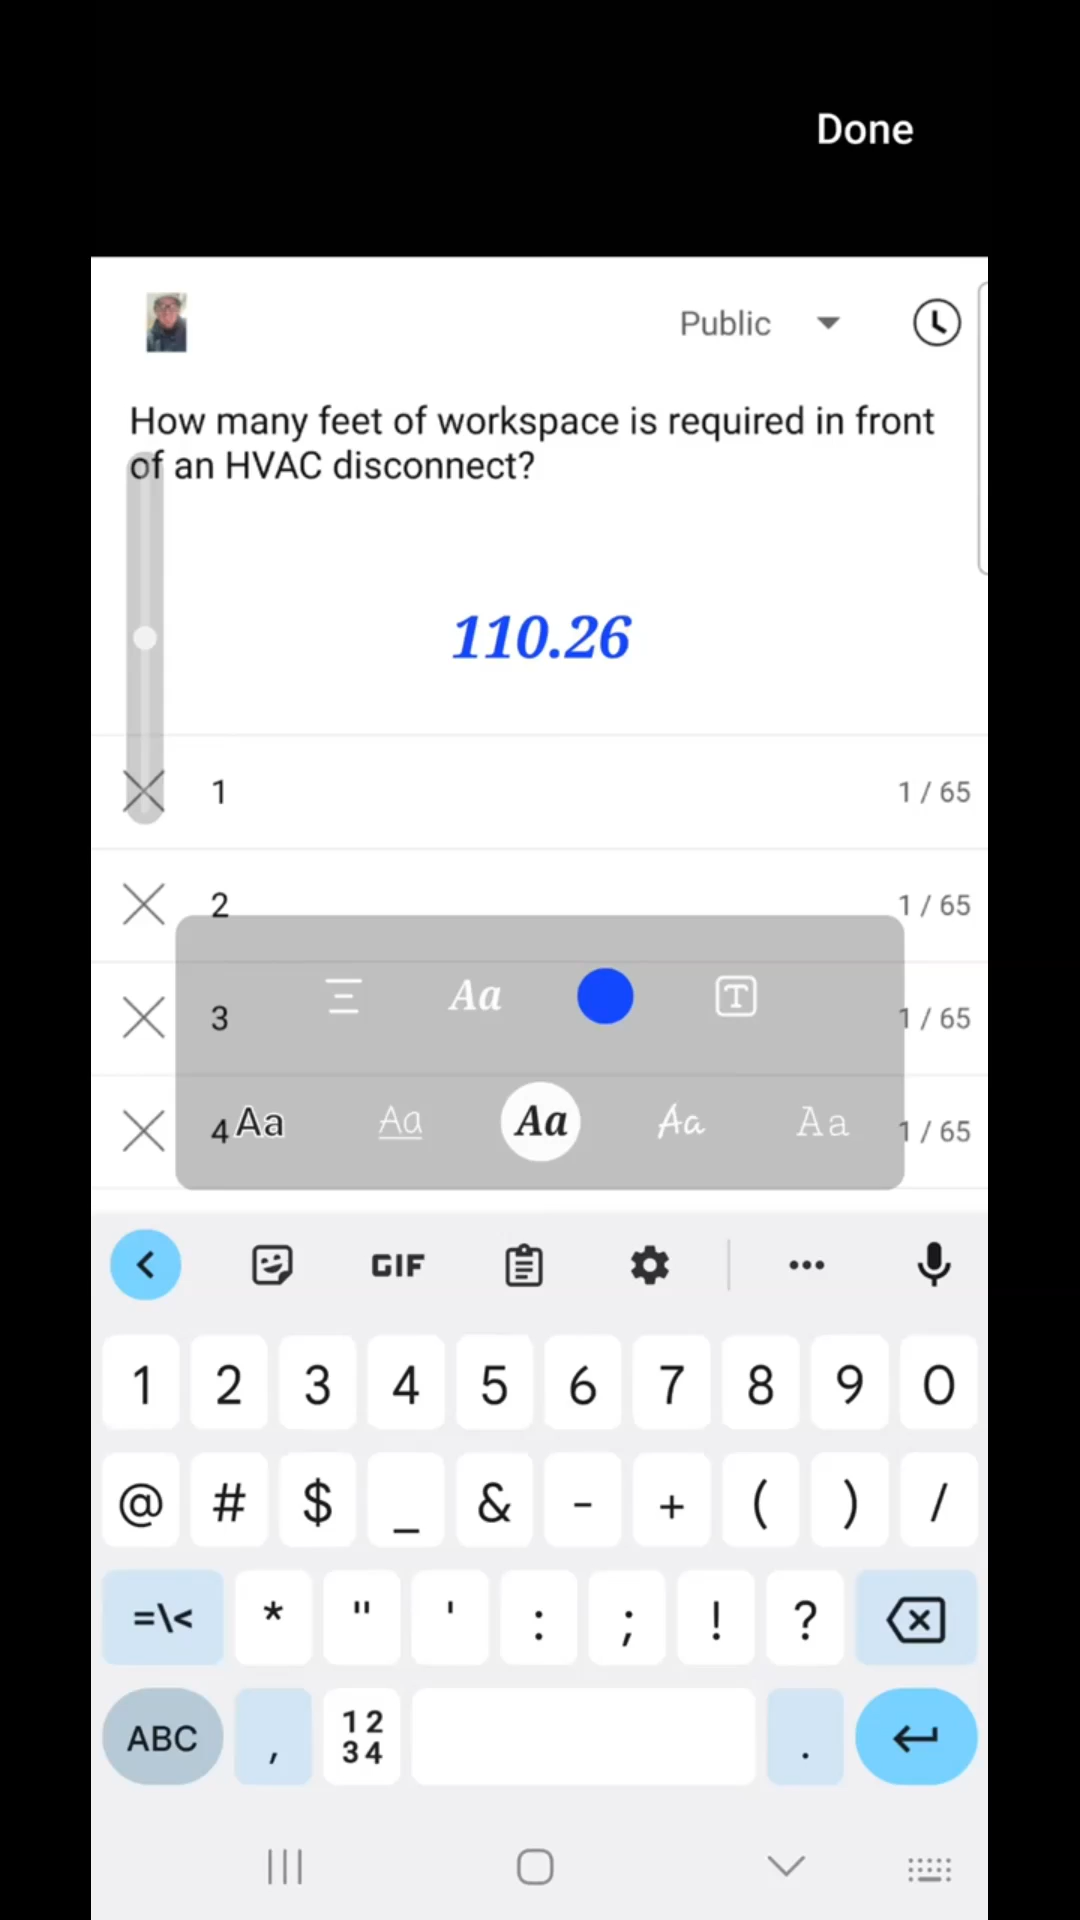 Done
Public
How many feet of workspace is required in front
of an HVAC disconnect?
110.26
1 1 / 65
2 1 / 65
3 1 / 65
4 1 / 65
Aa
T
Aa Aa Aa Aa Aa
GIF
1 2 3 4 5 6 7 8 9 0
@ # $ _ & - + ( ) /
=\< * " ' : ; ! ?
ABC , 12 .
34